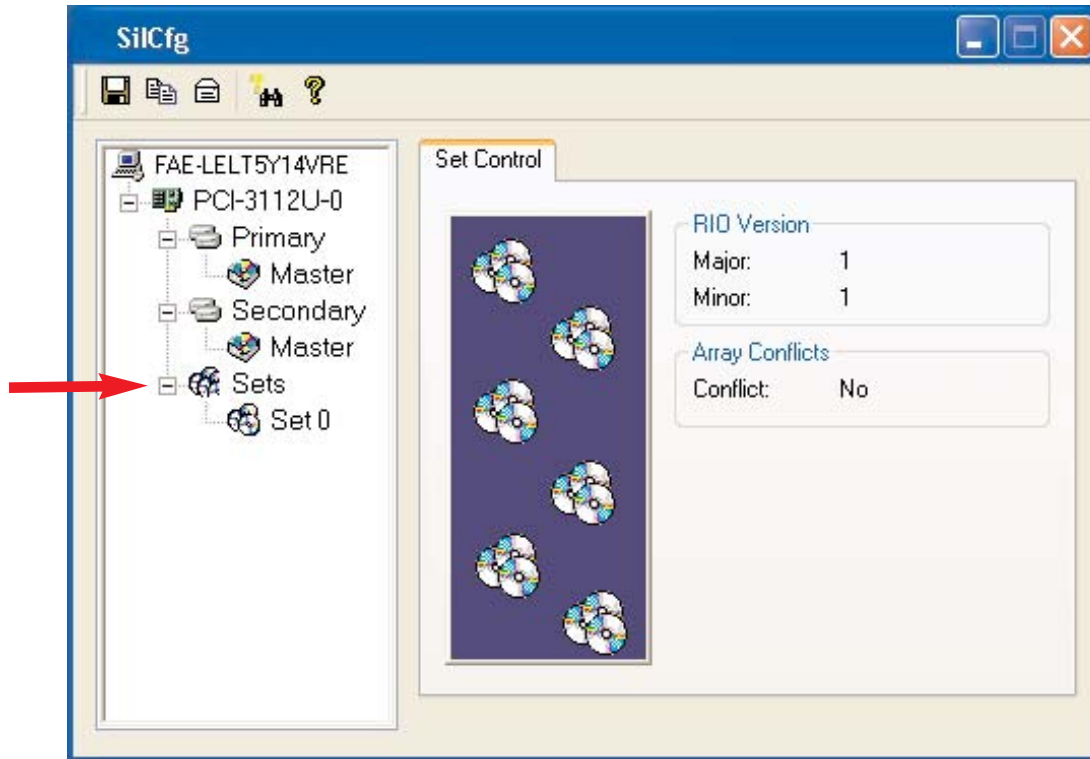 SilCfg
FAE-LELT5Y14VRE
PCI-3112U-0
Primary
Master
Secondary
Master
Sets
Set 0
Set Control
RIO Version
Major: 1
Minor: 1
Array Conflicts
Conflict: No